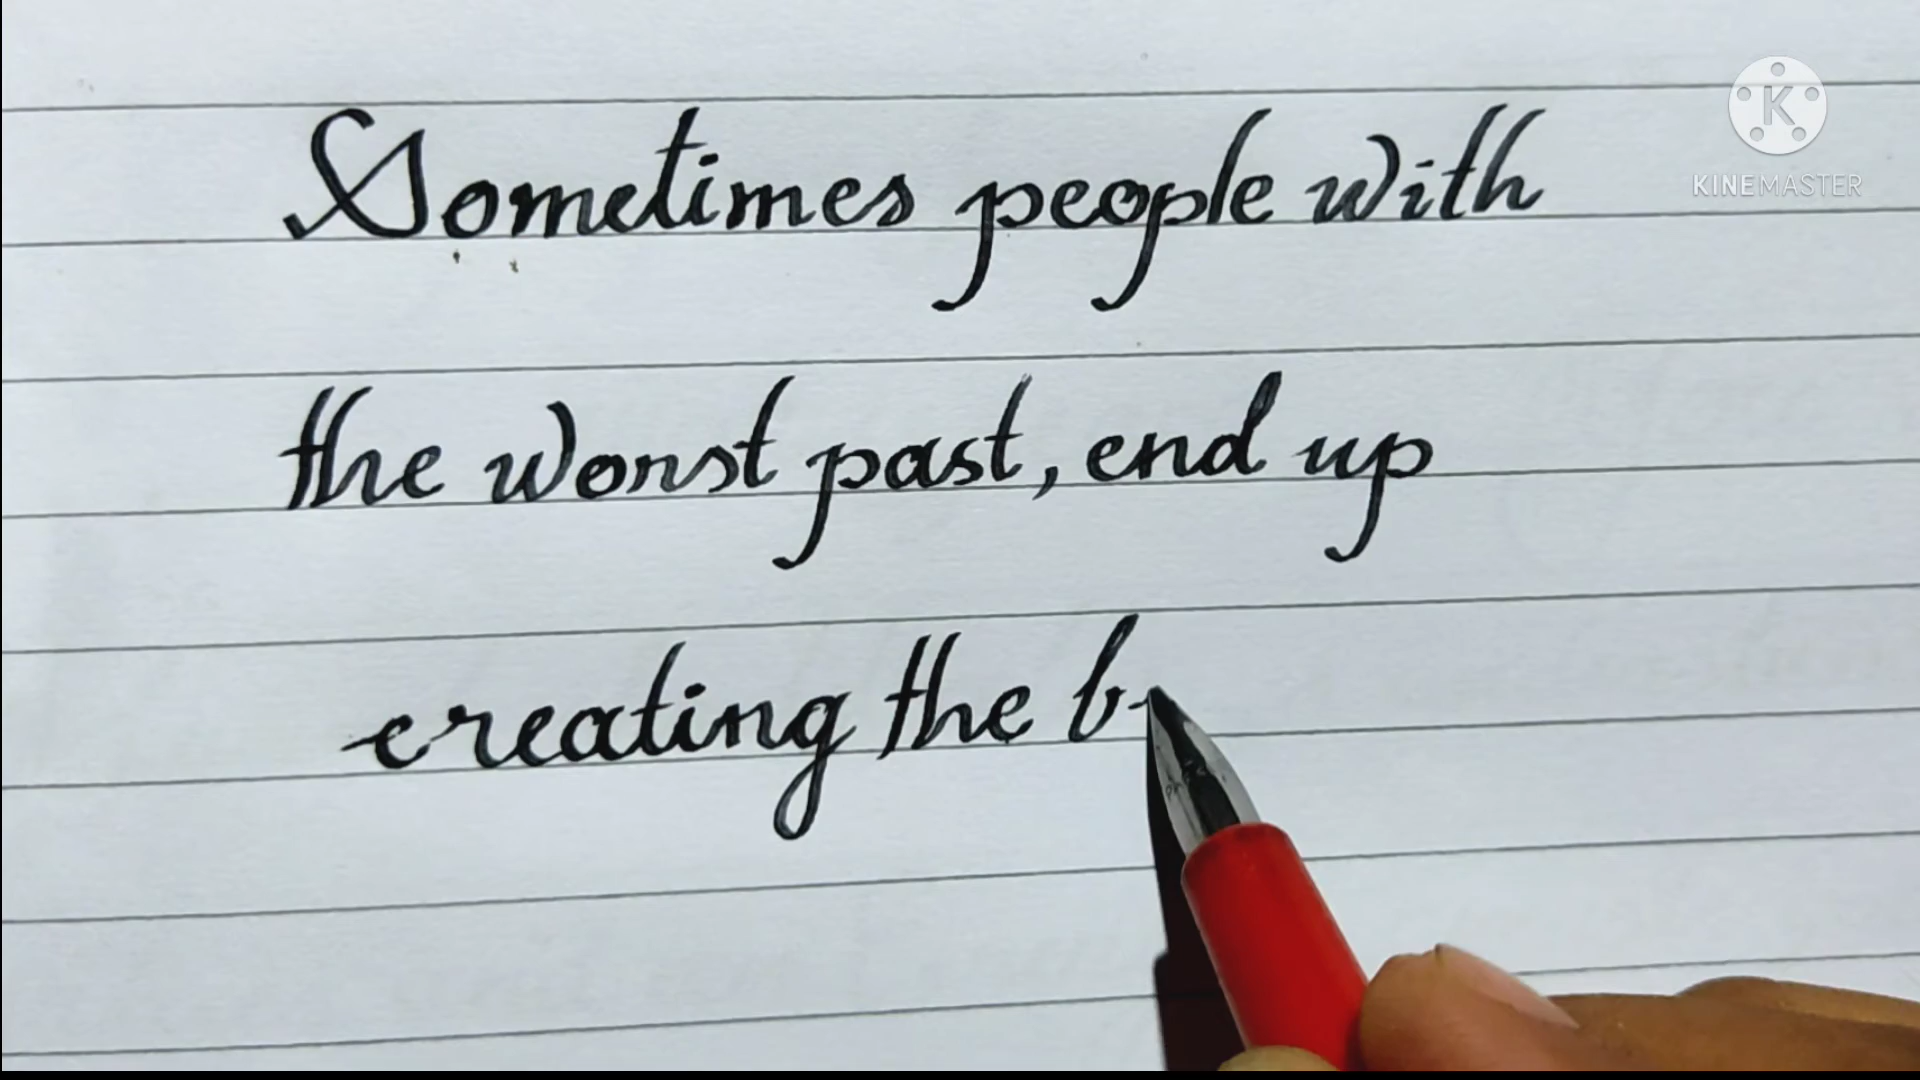 Sometimes people with
the worst past, end up
creating the b
KINEMASTER